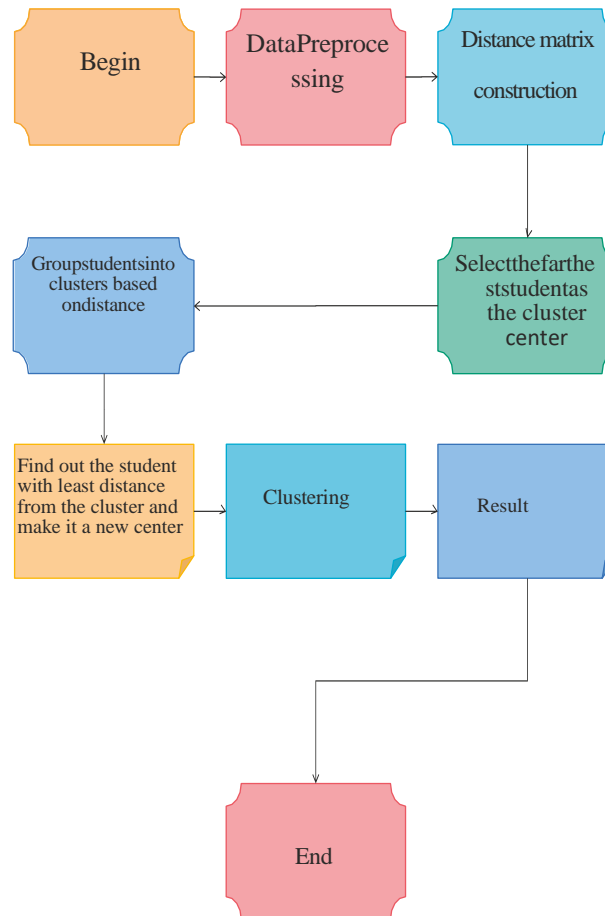 Begin
DataPreproce
ssing
Distance matrix
construction
Selectthefarthe
ststudentas
the cluster
center
Groupstudentsinto
clusters based
ondistance
Find out the student
with least distance
from the cluster and
make it a new center
Clustering
Result
End